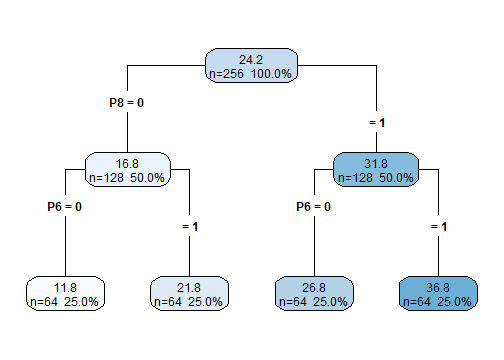 24.2
n=256 100.0%
P8 = 0
= 1
16.8
n=128 50.0%
31.8
n=128 50.0%
P6 = 0
= 1
P6 = 0
= 1
11.8
n=64 25.0%
21.8
n=64 25.0%
26.8
n=64 25.0%
36.8
n=64 25.0%